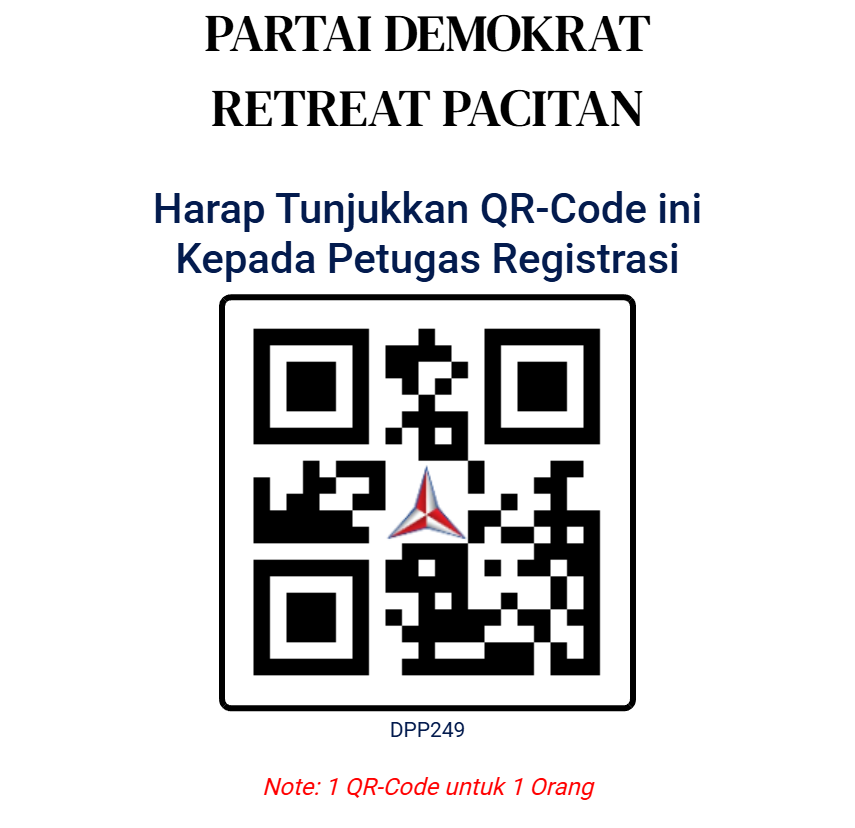 PARTAI DEMOKRAT
RETREAT PACITAN
Harap Tunjukkan QR-Code ini
Kepada Petugas Registrasi
DPP249
Note: 1 QR-Code untuk 1 Orang